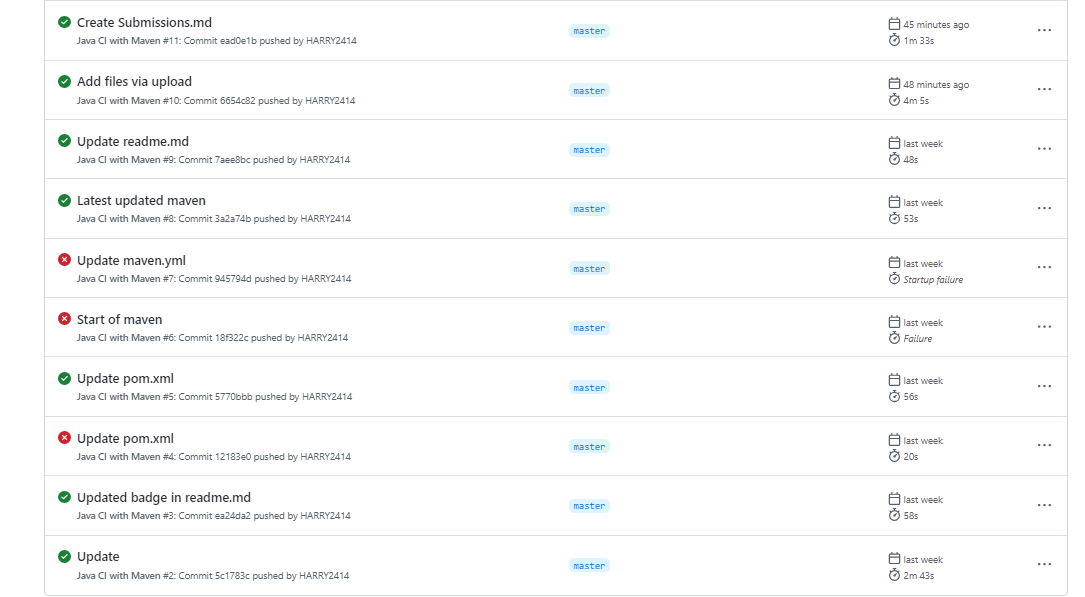 Create Submissions.md
master
45 minutes ago
Java CI with Maven #11: Commit ead0e1b pushed by HARRY2414
1m 33s
Add files via upload
master
48 minutes ago
Java CI with Maven #10: Commit 6654c82 pushed by HARRY2414
4m 5s
Update readme.md
master
last week
Java CI with Maven #9: Commit 7aee8bc pushed by HARRY2414
48s
Latest updated maven
master
last week
Java CI with Maven #8: Commit 3a2a74b pushed by HARRY2414
53s
Update maven.yml
master
last week
Java CI with Maven #7: Commit 945794d pushed by HARRY2414
Startup failure
Start of maven
master
last week
Java CI with Maven #6: Commit 18f322c pushed by HARRY2414
Failure
Update pom.xml
master
last week
Java CI with Maven #5: Commit 5770bbb pushed by HARRY2414
56s
Update pom.xml
master
last week
Java CI with Maven #4: Commit 12183e0 pushed by HARRY2414
20s
Updated badge in readme.md
master
last week
Java CI with Maven #3: Commit ea24da2 pushed by HARRY2414
58s
Update
master
last week
Java CI with Maven #2: Commit 5c1783c pushed by HARRY2414
2m 43s